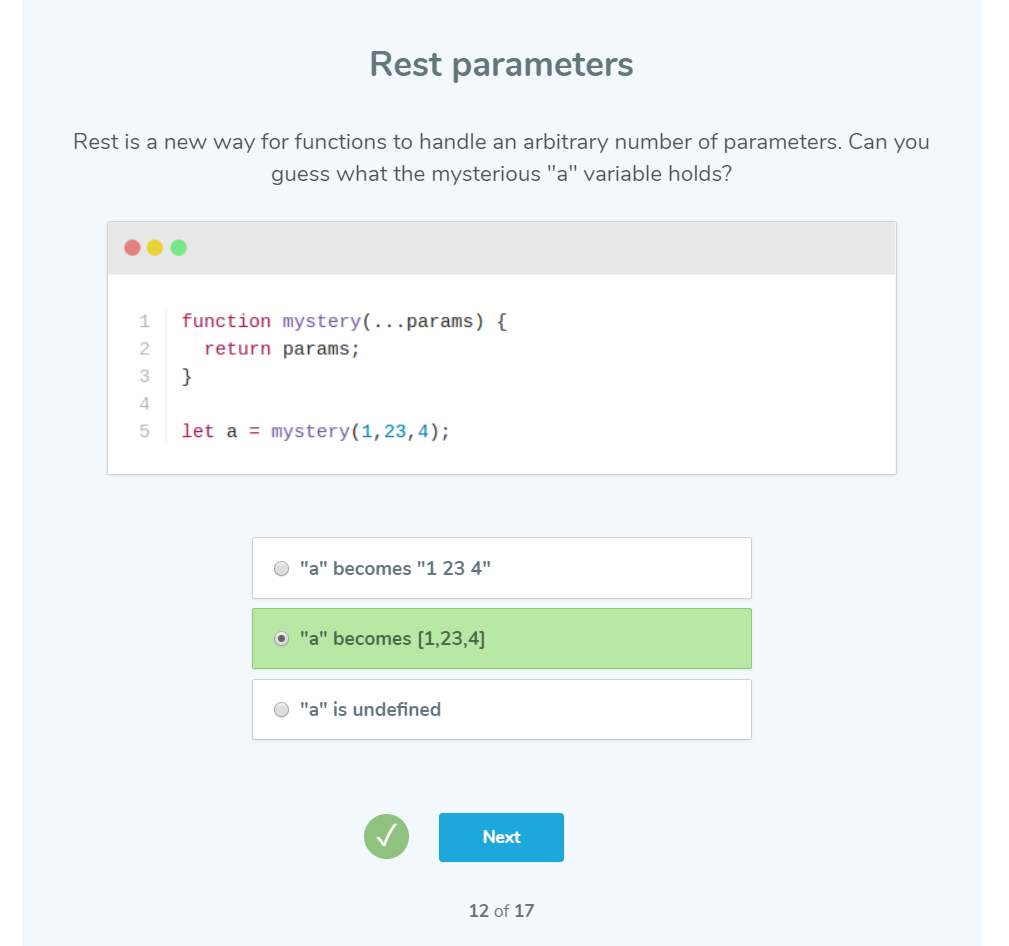 Rest parameters
Rest is a new way for functions to handle an arbitrary number of parameters. Can you
guess what the mysterious "a" variable holds?
1 function mystery(...params) {
2   return params;
3 }
4
5 let a = mystery(1,23,4);
"a" becomes "1 23 4"
"a" becomes [1,23,4]
"a" is undefined
Next
12 of 17